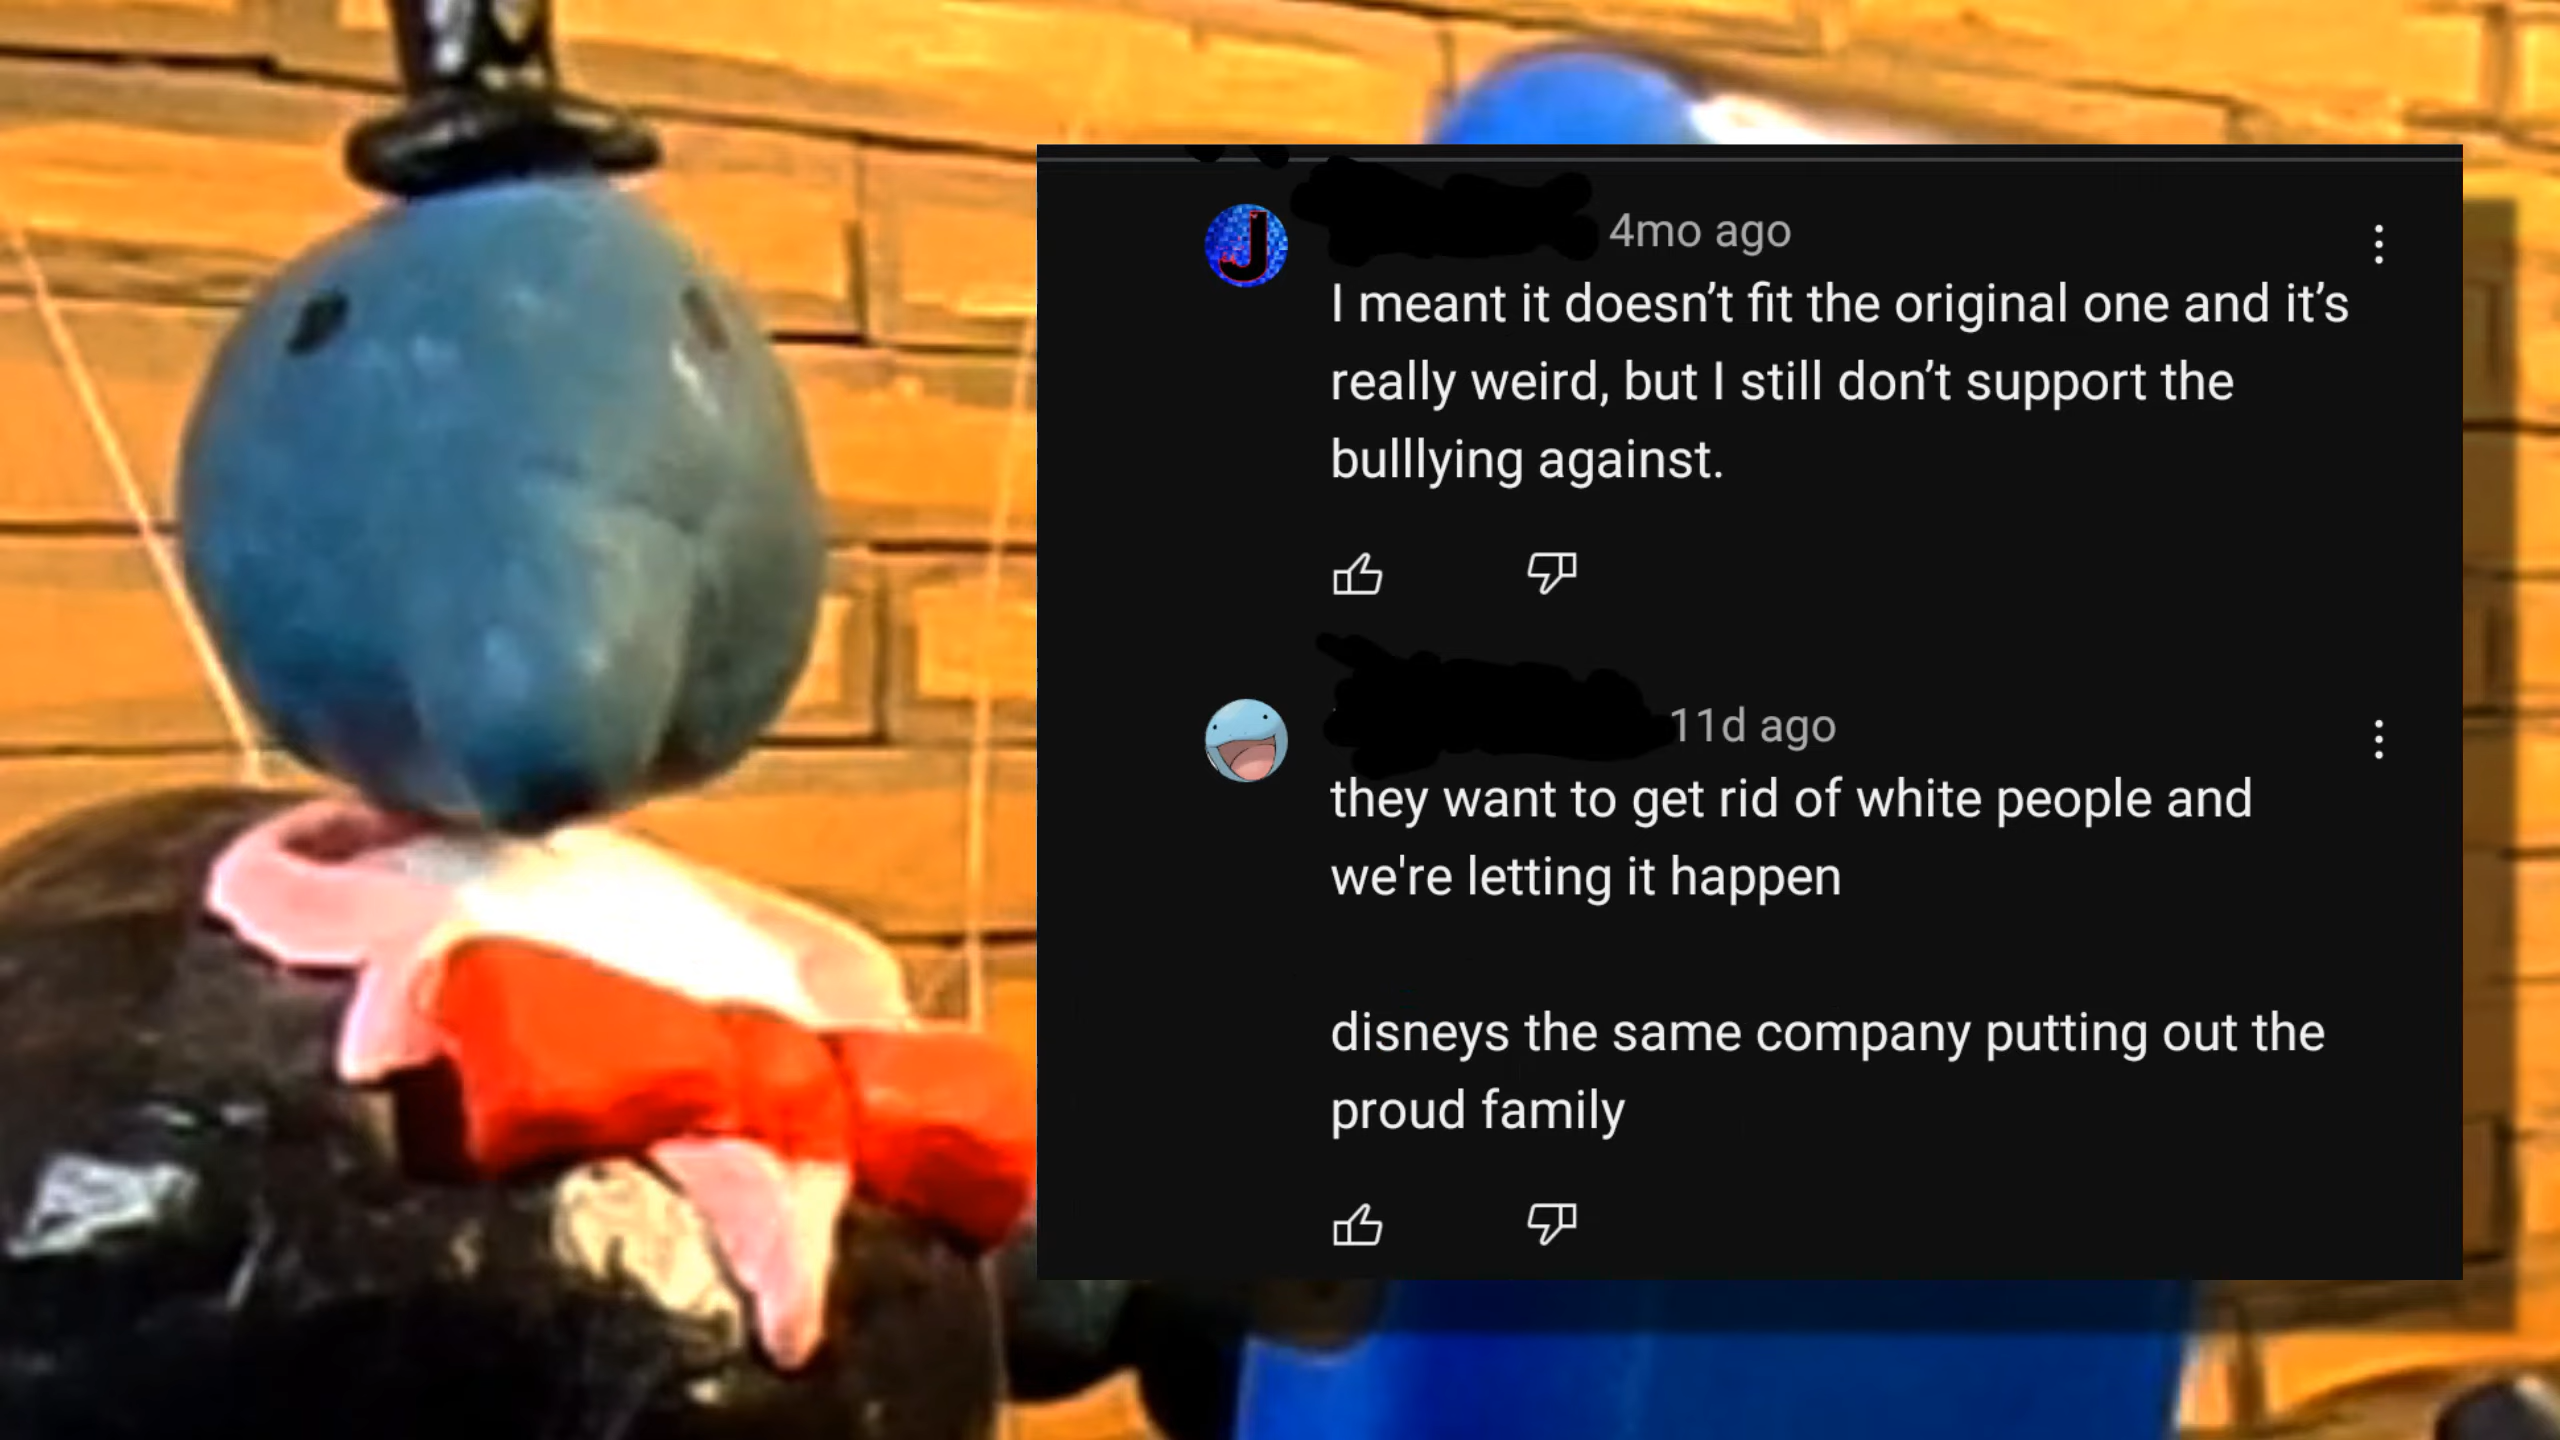 J
4mo ago
I meant it doesn’t fit the original one and it’s
really weird, but I still don’t support the
bulllying against.
11d ago
they want to get rid of white people and
we're letting it happen
disneys the same company putting out the
proud family